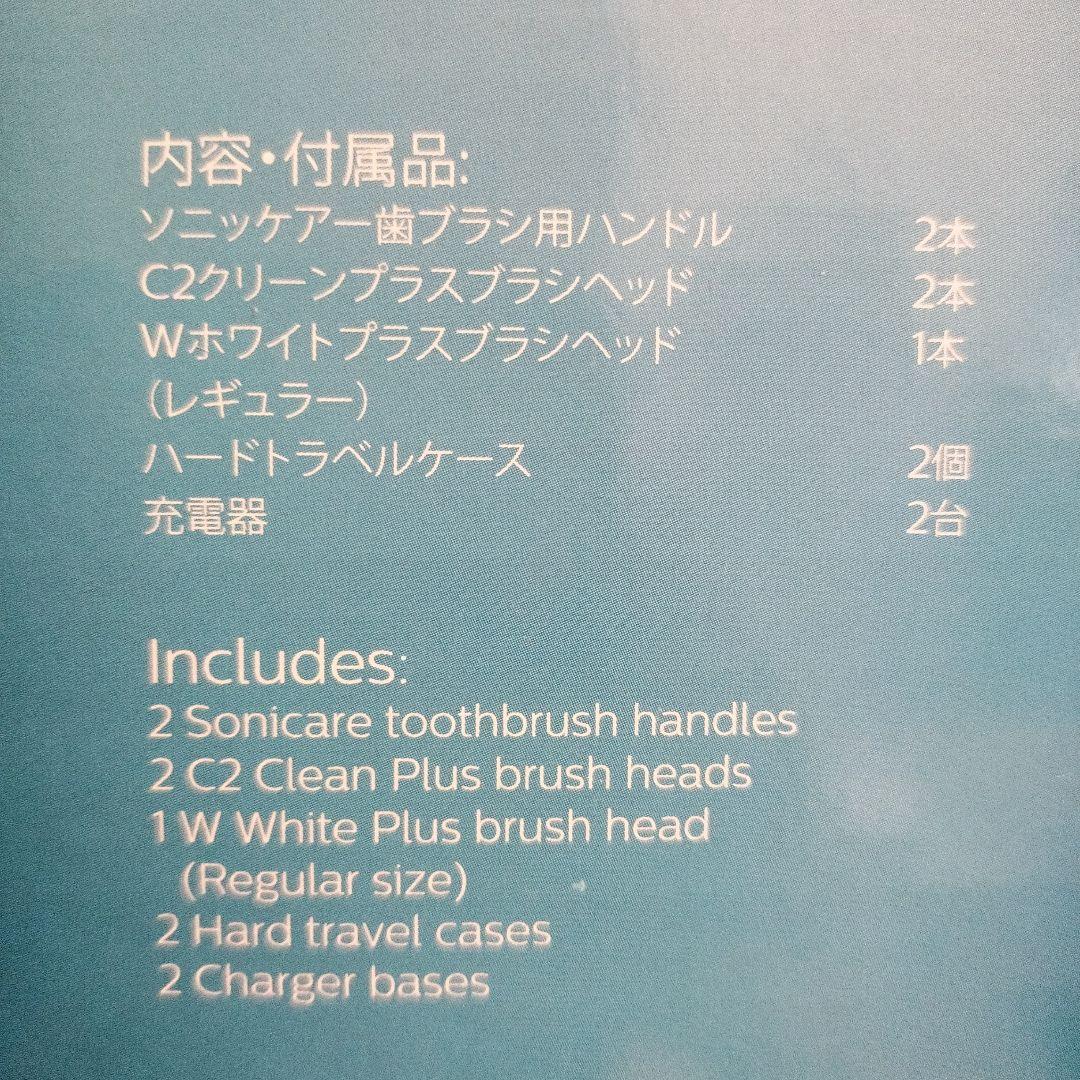 内容・付属品:
ソニッケアー歯ブラシ用ハンドル 2本
C2クリーンプラスブラシヘッド 2本
Wホワイトプラスブラシヘッド 1本
(レギュラー)
ハードトラベルケース 2個
充電器 2台
Includes:
2 Sonicare toothbrush handles
2 C2 Clean Plus brush heads
1 W White Plus brush head
(Regular size)
2 Hard travel cases
2 Charger bases